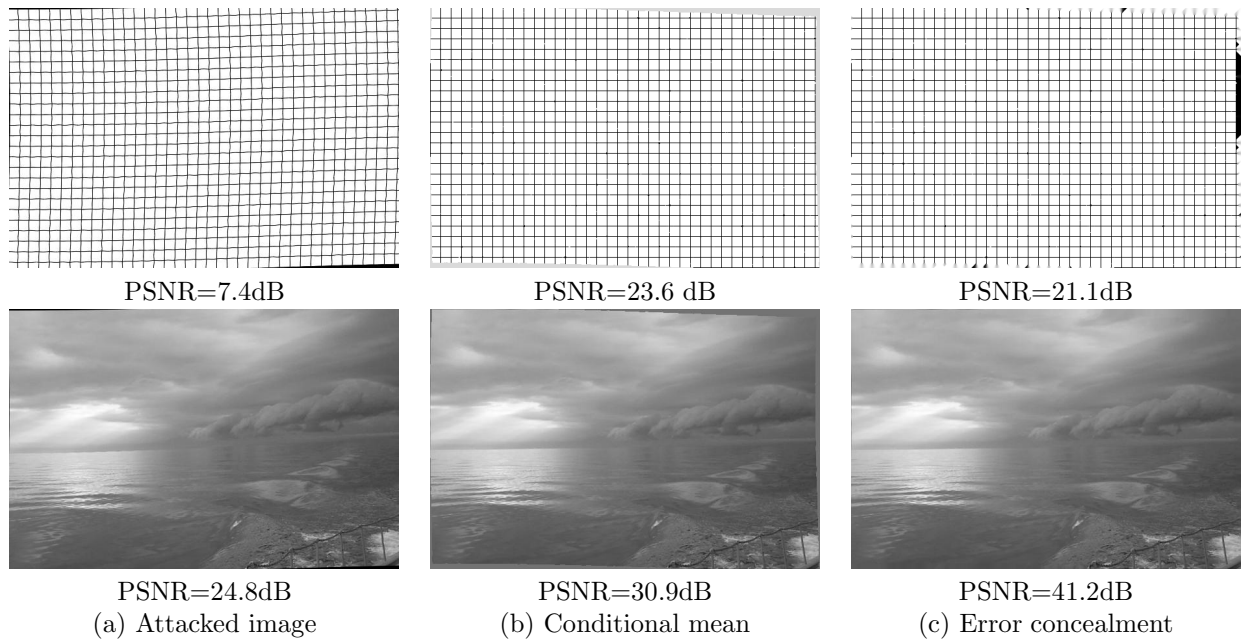 PSNR=7.4dB PSNR=23.6 dB PSNR=21.1dB
PSNR=24.8dB PSNR=30.9dB PSNR=41.2dB
(a) Attacked image (b) Conditional mean (c) Error concealment